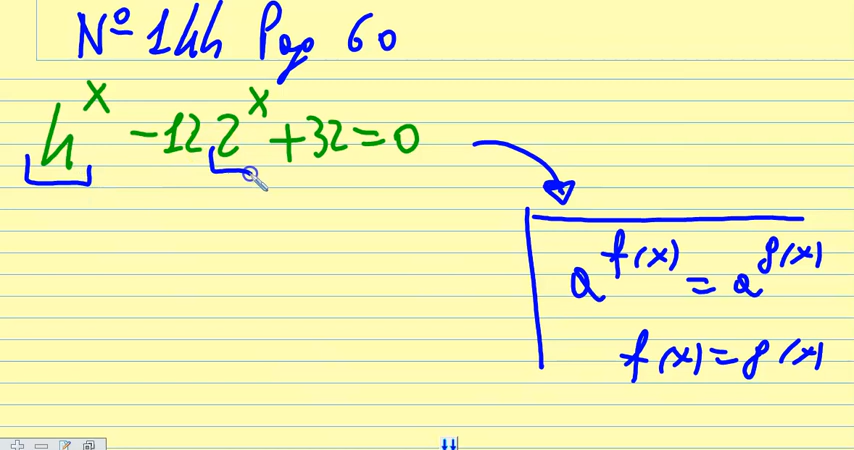 Nº 144 Pag 60
4^x - 12 2^x + 32 = 0
a^f(x) = a^g(x)
f(x) = g(x)